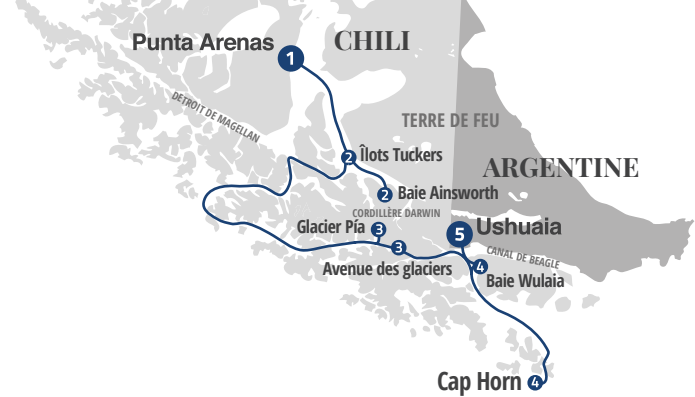 Punta Arenas
1
CHILI
DÉTROIT DE MAGELLAN
TERRE DE FEU
2 Îlots Tuckers
ARGENTINE
2 Baie Ainsworth
CORDILLÈRE DARWIN
Glacier Pía 3
5 Ushuaia
3
Avenue des glaciers
CANAL DE BEAGLE
4
Baie Wulaia
Cap Horn 4